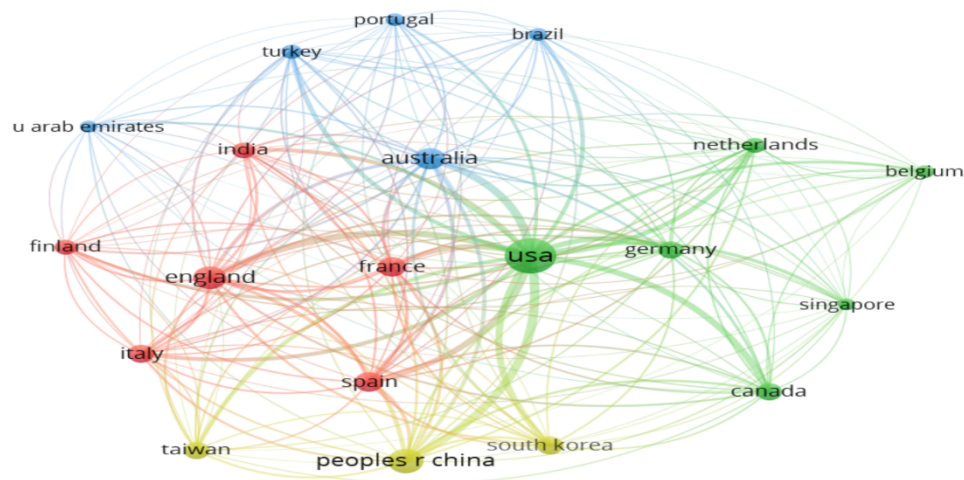 portugal
brazil
turkey
u arab emirates
india
australia
netherlands
belgium
finland
england
france
usa
germany
singapore
italy
spain
canada
taiwan
peoples r china
south korea